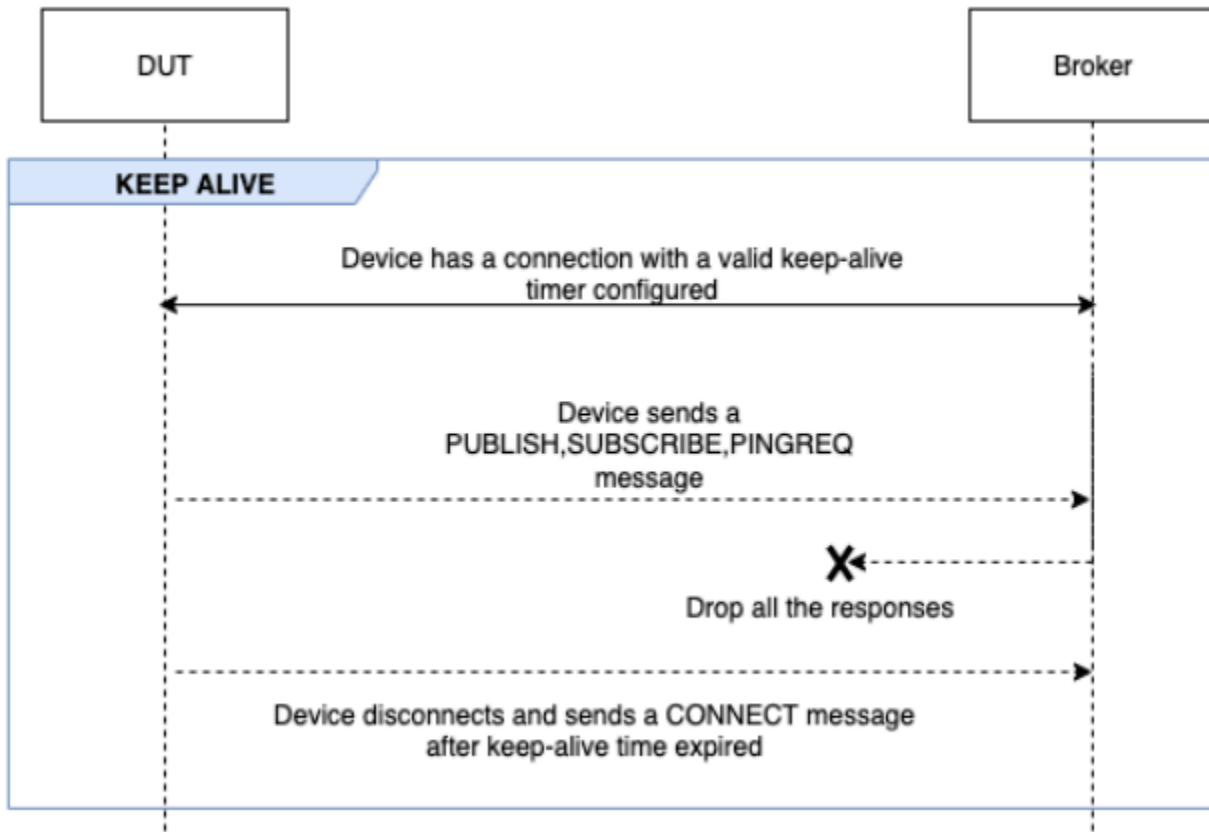 DUT
Broker
KEEP ALIVE
Device has a connection with a valid keep-alive
timer configured
Device sends a
PUBLISH,SUBSCRIBE,PINGREQ
message
Drop all the responses
Device disconnects and sends a CONNECT message
after keep-alive time expired